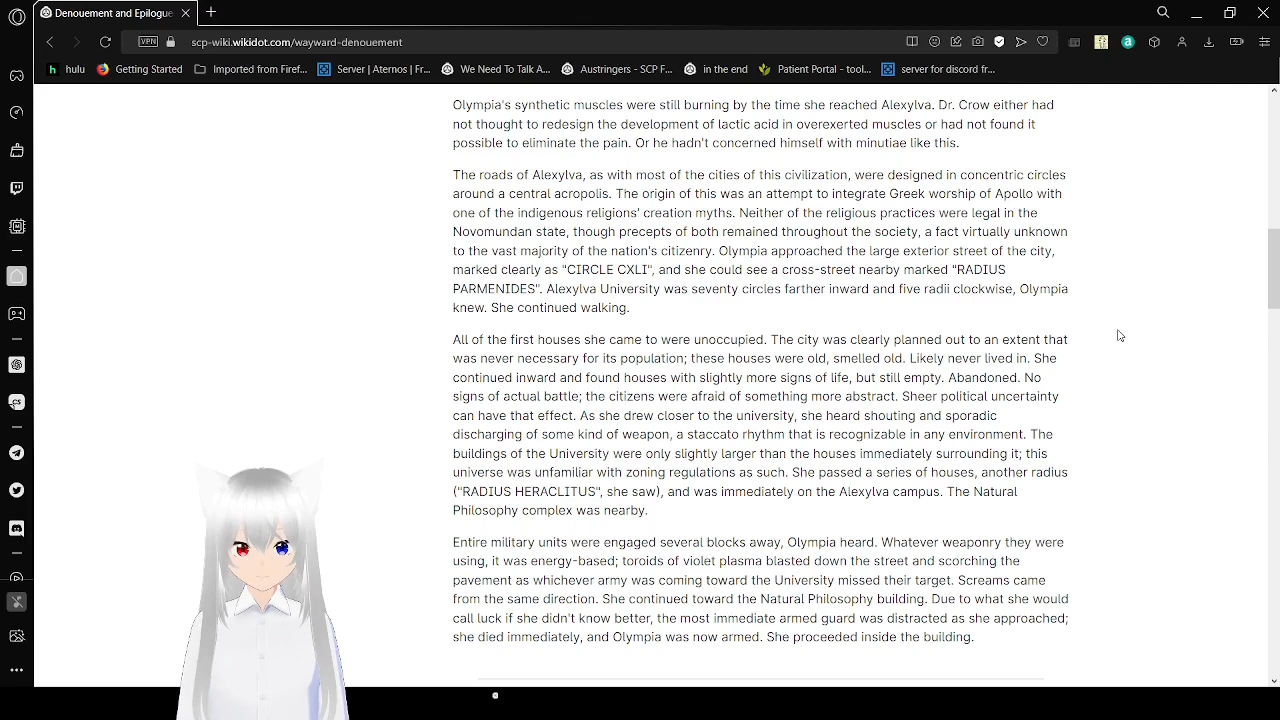 Denouement and Epilogue
scp-wiki.wikidot.com/wayward-denouement
VPN
h hulu
Getting Started
Imported from Firef...
Server | Aternos | Fr...
We Need To Talk A...
Austringers - SCP F...
in the end
Patient Portal - tool...
server for discord fr...
Olympia's synthetic muscles were still burning by the time she reached Alexylva. Dr. Crow either had
not thought to redesign the development of lactic acid in overexerted muscles or had not found it
possible to eliminate the pain. Or he hadn't concerned himself with minutiae like this.
The roads of Alexylva, as with most of the cities of this civilization, were designed in concentric circles
around a central acropolis. The origin of this was an attempt to integrate Greek worship of Apollo with
one of the indigenous religions' creation myths. Neither of the religious practices were legal in the
Novomundan state, though precepts of both remained throughout the society, a fact virtually unknown
to the vast majority of the nation's citizenry. Olympia approached the large exterior street of the city,
marked clearly as "CIRCLE CXLI", and she could see a cross-street nearby marked "RADIUS
PARMENIDES". Alexylva University was seventy circles farther inward and five radii clockwise, Olympia
knew. She continued walking.
All of the first houses she came to were unoccupied. The city was clearly planned out to an extent that
was never necessary for its population; these houses were old, smelled old. Likely never lived in. She
continued inward and found houses with slightly more signs of life, but still empty. Abandoned. No
signs of actual battle; the citizens were afraid of something more abstract. Sheer political uncertainty
can have that effect. As she drew closer to the university, she heard shouting and sporadic
discharging of some kind of weapon, a staccato rhythm that is recognizable in any environment. The
buildings of the University were only slightly larger than the houses immediately surrounding it; this
universe was unfamiliar with zoning regulations as such. She passed a series of houses, another radius
("RADIUS HERACLITUS", she saw), and was immediately on the Alexylva campus. The Natural
Philosophy complex was nearby.
Entire military units were engaged several blocks away, Olympia heard. Whatever weaponry they were
using, it was energy-based; toroids of violet plasma blasted down the street and scorching the
pavement as whichever army was coming toward the University missed their target. Screams came
from the same direction. She continued toward the Natural Philosophy building. Due to what she would
call luck if she didn't know better, the most immediate armed guard was distracted as she approached;
she died immediately, and Olympia was now armed. She proceeded inside the building.